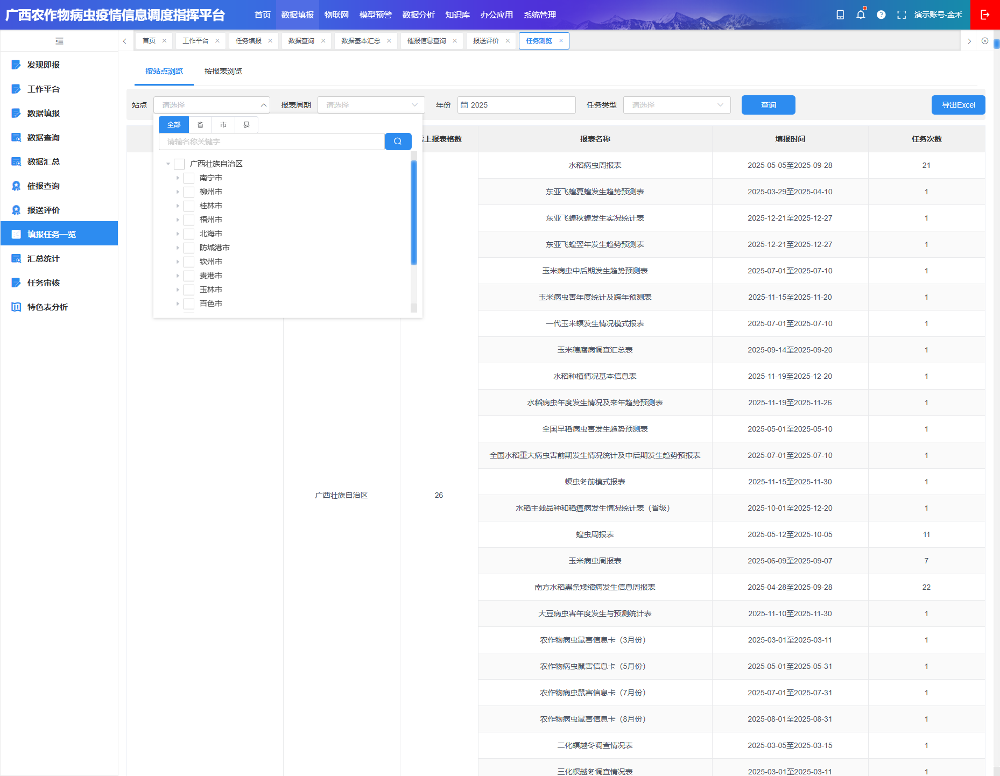 广西农作物病虫疫情信息调度指挥平台
首页 数据填报 物联网 模型预警 数据分析 知识库 办公应用 系统管理
演示账号-金禾
首页 工作平台 任务填报 数据查询 数据基本汇总 催报信息查询 报送评价 任务浏览
发现即报
工作平台
数据填报
数据查询
数据汇总
催报查询
报送评价
填报任务一览
汇总统计
任务审核
特色表分析
按站点浏览 按报表浏览
站点 请选择 报表周期 请选择 年份 2025 任务类型 请选择 查询 导出Excel
全部 省 市 县
请输名称关键字
广西壮族自治区
南宁市
柳州市
桂林市
梧州市
北海市
防城港市
钦州市
贵港市
玉林市
百色市
上报表格数 报表名称 填报时间 任务次数
广西壮族自治区 26
水稻病虫周报表 2025-05-05至2025-09-28 21
东亚飞蝗夏蝗发生趋势预测表 2025-03-29至2025-04-10 1
东亚飞蝗秋蝗发生实况统计表 2025-12-21至2025-12-27 1
东亚飞蝗翌年发生趋势预测表 2025-12-21至2025-12-27 1
玉米病虫中后期发生趋势预测表 2025-07-01至2025-07-10 1
玉米病虫害年度统计及跨年预测表 2025-11-15至2025-11-20 1
一代玉米螟发生情况模式报表 2025-07-01至2025-07-10 1
玉米穗腐病调查汇总表 2025-09-14至2025-09-20 1
水稻种植情况基本信息表 2025-11-19至2025-12-20 1
水稻病虫年度发生情况及来年趋势预测表 2025-11-19至2025-11-26 1
全国早稻病虫害发生趋势预测表 2025-05-01至2025-05-10 1
全国水稻重大病虫害前期发生情况统计及中后期发生趋势预报表 2025-07-01至2025-07-10 1
螟虫冬前模式报表 2025-11-15至2025-11-30 1
水稻主栽品种和稻瘟病发生情况统计表（省级） 2025-10-01至2025-12-20 1
蝗虫周报表 2025-05-12至2025-10-05 11
玉米病虫周报表 2025-06-09至2025-09-07 7
南方水稻黑条矮缩病发生信息周报表 2025-04-28至2025-09-28 22
大豆病虫害年度发生与预测统计表 2025-11-10至2025-11-30 1
农作物病虫鼠害信息卡（3月份） 2025-03-01至2025-03-11 1
农作物病虫鼠害信息卡（5月份） 2025-05-01至2025-05-31 1
农作物病虫鼠害信息卡（7月份） 2025-07-01至2025-07-31 1
农作物病虫鼠害信息卡（8月份） 2025-08-01至2025-08-31 1
二化螟越冬调查情况表 2025-03-05至2025-03-15 1
三化螟越冬调查情况表 2025-03-01至2025-03-11 1